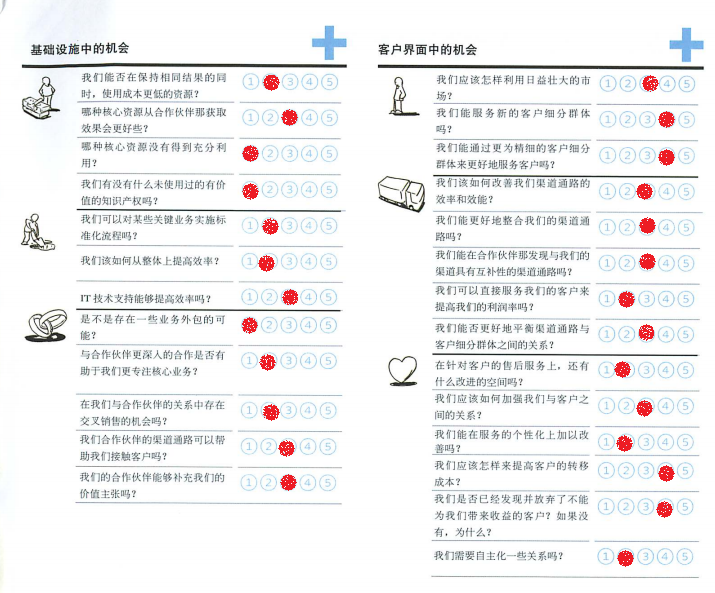 基础设施中的机会
我们能否在保持相同结果的同
时，使用成本更低的资源？
① ③ ④ ⑤
哪种核心资源从合作伙伴那获取
效果会更好些？
① ② ④ ⑤
哪种核心资源没有得到充分利
用？
② ③ ④ ⑤
我们有没有什么未使用过的有价
值的知识产权吗？
② ③ ④ ⑤
我们可以对某些关键业务实施标
准化流程吗？
① ③ ④ ⑤
我们该如何从整体上提高效率？
① ③ ④ ⑤
IT 技术支持能够提高效率吗？
① ② ④ ⑤
是不是存在一些业务外包的可
能？
② ③ ④ ⑤
与合作伙伴更深入的合作是否有
助于我们更专注核心业务？
① ③ ④ ⑤
在我们与合作伙伴的关系中存在
交叉销售的机会吗？
① ③ ④ ⑤
我们合作伙伴的渠道通路可以帮
助我们接触客户吗？
① ② ④ ⑤
我们的合作伙伴能够补充我们的
价值主张吗？
① ② ④ ⑤
客户界面中的机会
我们应该怎样利用日益壮大的市
场？
① ② ④ ⑤
我们能服务新的客户细分群体
吗？
① ② ③ ⑤
我们能通过更为精细的客户细分
群体来更好地服务客户吗？
① ② ③ ⑤
我们该如何改善我们渠道通路的
效率和效能？
① ② ④ ⑤
我们能更好地整合我们的渠道通
路吗？
① ② ④ ⑤
我们能在合作伙伴那发现与我们的
渠道具有互补性的渠道通路吗？
① ② ④ ⑤
我们可以直接服务我们的客户来
提高我们的利润率吗？
① ③ ④ ⑤
我们能否更好地平衡渠道通路与
客户细分群体之间的关系？
① ② ④ ⑤
在针对客户的售后服务上，还有
什么改进的空间吗？
① ③ ④ ⑤
我们应该如何加强我们与客户之
间的关系？
① ② ④ ⑤
我们能在服务的个性化上加以改
善吗？
① ③ ④ ⑤
我们应该怎样来提高客户的转移
成本？
① ② ③ ⑤
我们是否已经发现并放弃了不能
为我们带来收益的客户？如果没
有，为什么？
① ② ③ ⑤
我们需要自主化一些关系吗？
① ③ ④ ⑤